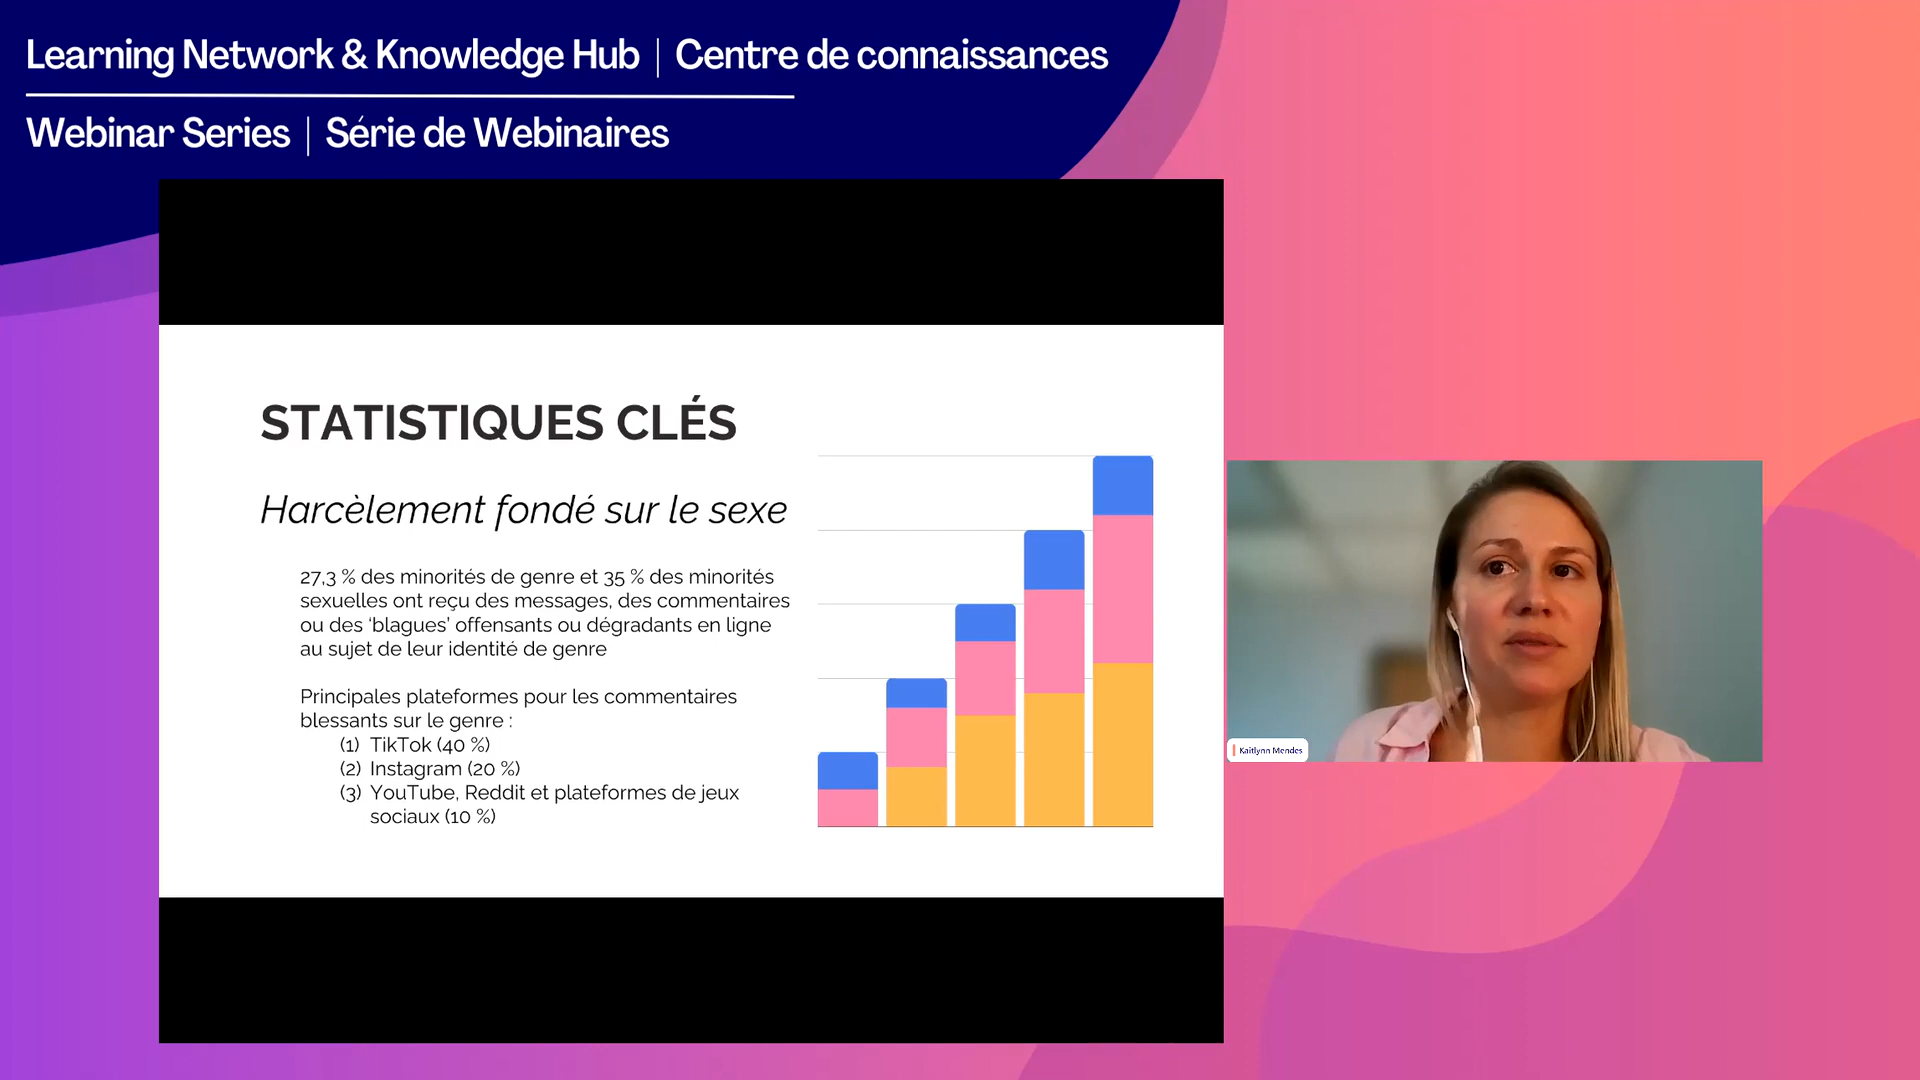 Learning Network & Knowledge Hub | Centre de connaissances
Webinar Series | Série de Webinaires
STATISTIQUES CLÉS
Harcèlement fondé sur le sexe
27,3 % des minorités de genre et 35 % des minorités
sexuelles ont reçu des messages, des commentaires
ou des ‘blagues’ offensants ou dégradants en ligne
au sujet de leur identité de genre
Principales plateformes pour les commentaires
blessants sur le genre :
(1) TikTok (40 %)
(2) Instagram (20 %)
(3) YouTube, Reddit et plateformes de jeux
sociaux (10 %)
Kaitlynn Mendes